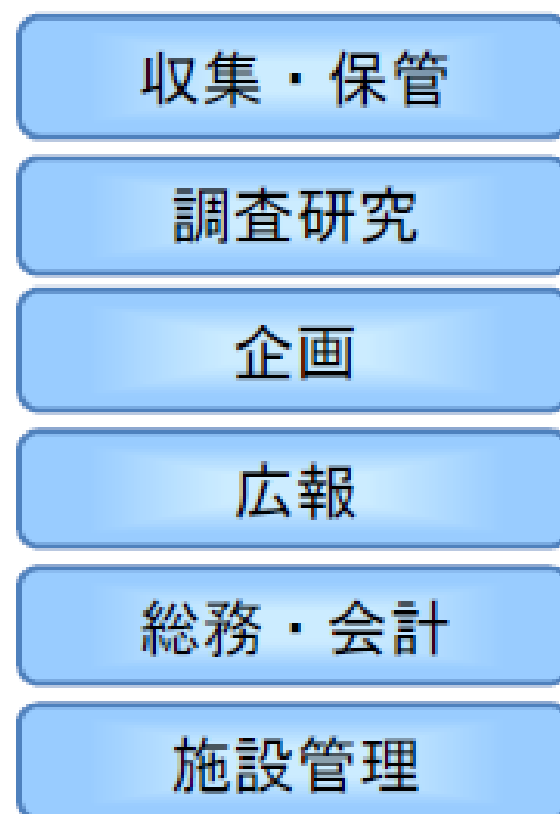 収集・保管
調査研究
企画
広報
総務・会計
施設管理